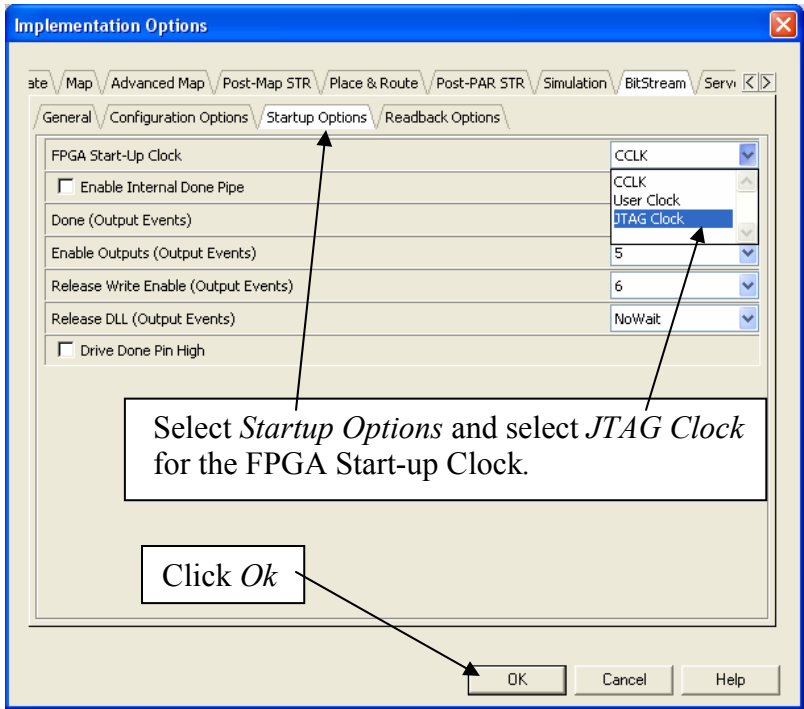 Implementation Options
ate Map Advanced Map Post-Map STR Place & Route Post-PAR STR Simulation BitStream Serv
General Configuration Options Startup Options Readback Options
FPGA Start-Up Clock CCLK
Enable Internal Done Pipe CCLK
User Clock
Done (Output Events) JTAG Clock
Enable Outputs (Output Events) 5
Release Write Enable (Output Events) 6
Release DLL (Output Events) NoWait
Drive Done Pin High
Select Startup Options and select JTAG Clock
for the FPGA Start-up Clock.
Click Ok
OK Cancel Help